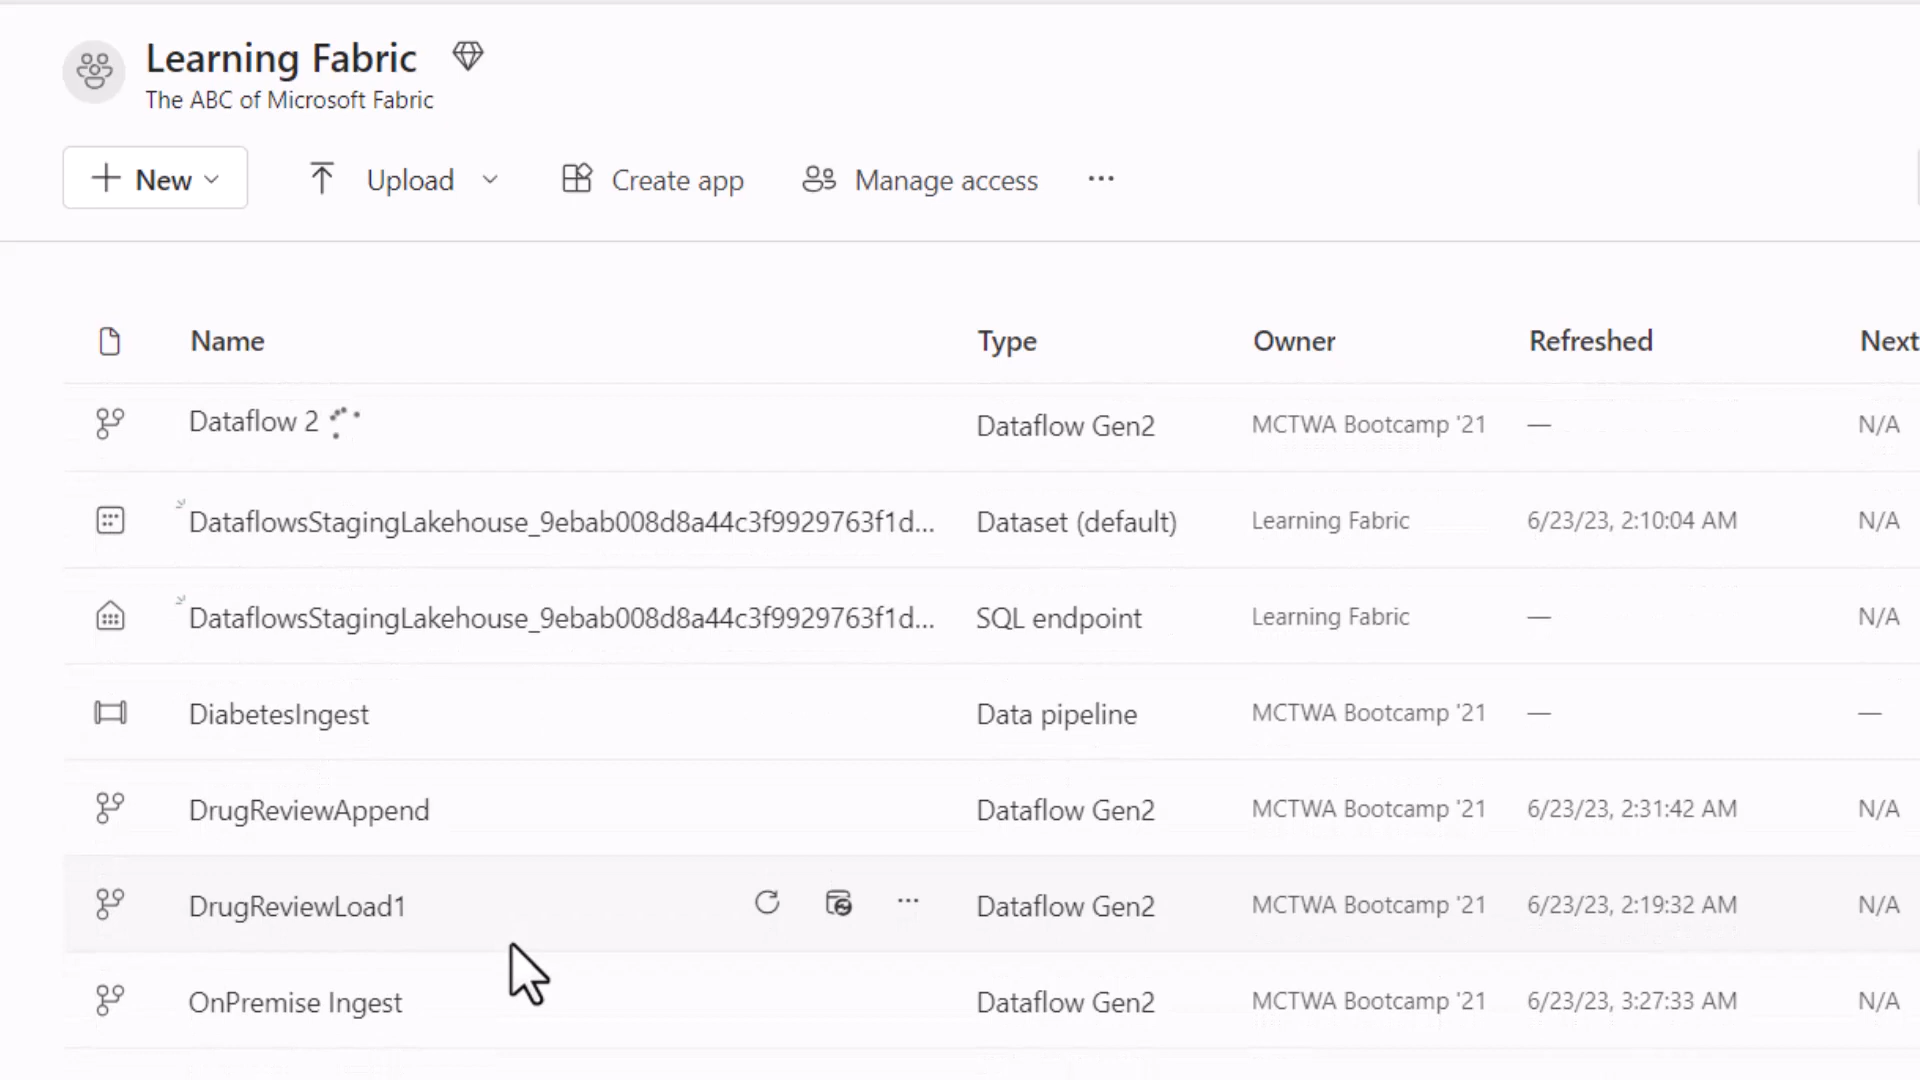 Learning Fabric
The ABC of Microsoft Fabric
New Upload Create app Manage access ...
Name Type Owner Refreshed Next
Dataflow 2 Dataflow Gen2 MCTWA Bootcamp '21 — N/A
DataflowsStagingLakehouse_9ebab008d8a44c3f9929763f1d... Dataset (default) Learning Fabric 6/23/23, 2:10:04 AM N/A
DataflowsStagingLakehouse_9ebab008d8a44c3f9929763f1d... SQL endpoint Learning Fabric — N/A
DiabetesIngest Data pipeline MCTWA Bootcamp '21 — —
DrugReviewAppend Dataflow Gen2 MCTWA Bootcamp '21 6/23/23, 2:31:42 AM N/A
DrugReviewLoad1 ... Dataflow Gen2 MCTWA Bootcamp '21 6/23/23, 2:19:32 AM N/A
OnPremise Ingest Dataflow Gen2 MCTWA Bootcamp '21 6/23/23, 3:27:33 AM N/A